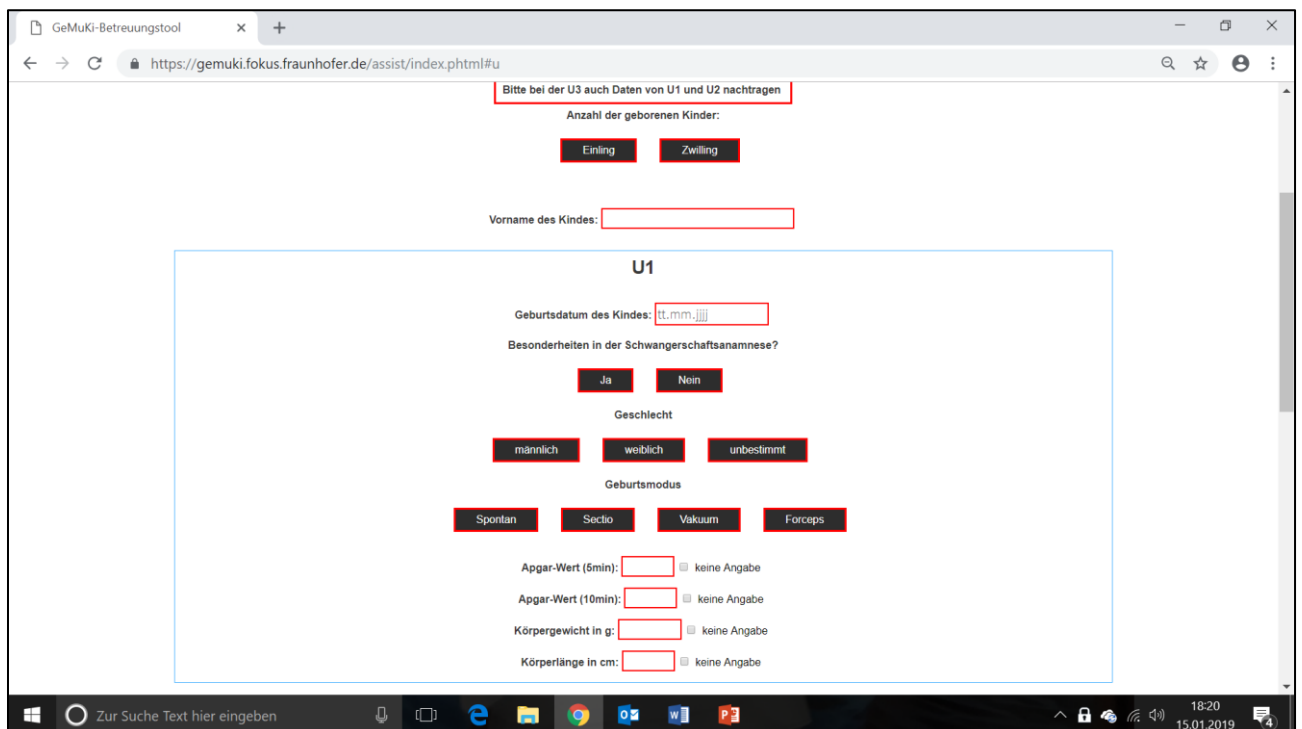 GeMuKi-Betreuungstool
https://gemuki.fokus.fraunhofer.de/assist/index.phtml#u
Bitte bei der U3 auch Daten von U1 und U2 nachtragen
Anzahl der geborenen Kinder:
Einling Zwilling
Vorname des Kindes:
U1
Geburtsdatum des Kindes: tt.mm.jjjj
Besonderheiten in der Schwangerschaftsanamnese?
Ja Nein
Geschlecht
männlich weiblich unbestimmt
Geburtsmodus
Spontan Sectio Vakuum Forceps
Apgar-Wert (5min): keine Angabe
Apgar-Wert (10min): keine Angabe
Körpergewicht in g: keine Angabe
Körperlänge in cm: keine Angabe
Zur Suche Text hier eingeben
18:20
15.01.2019
4